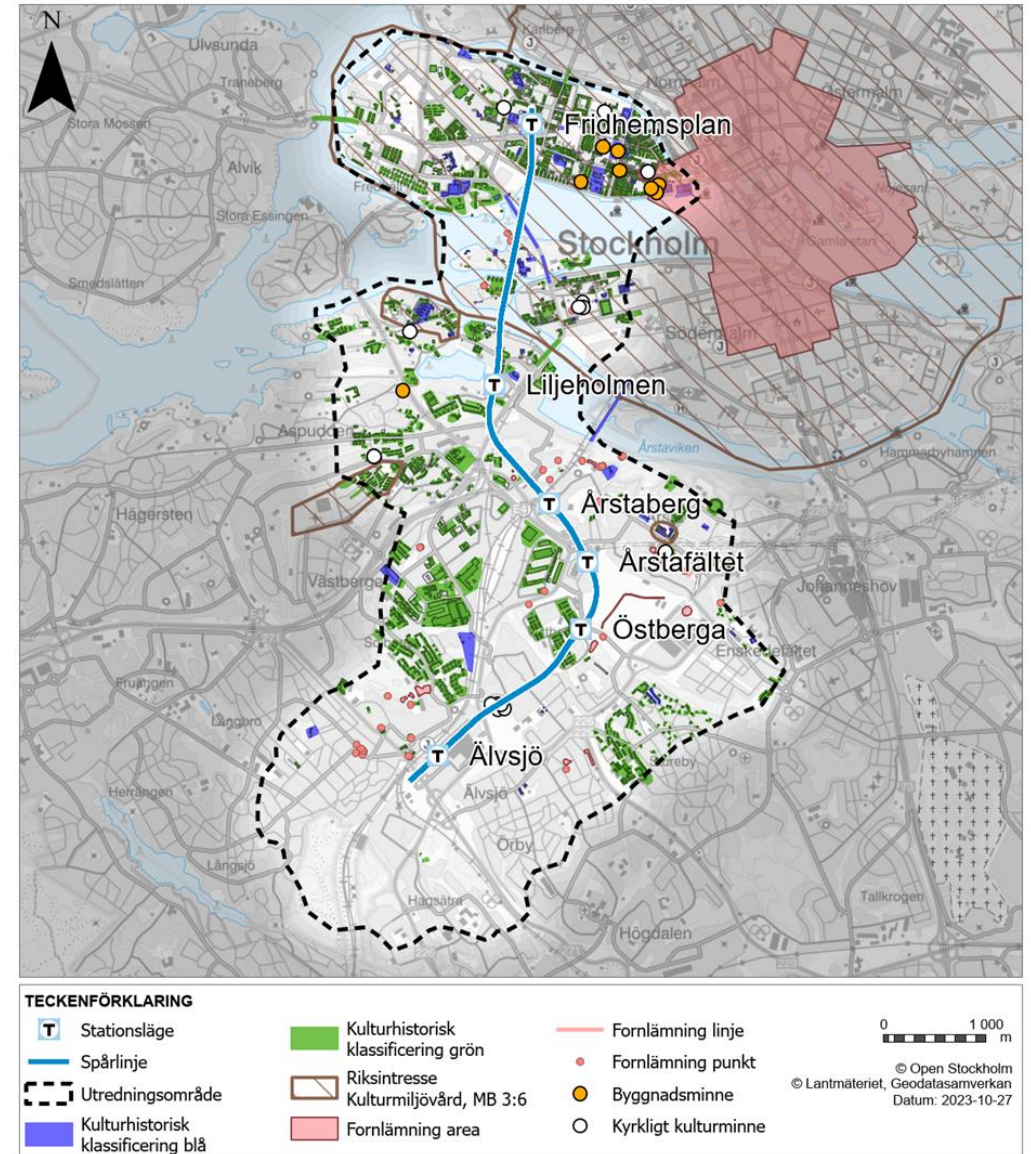 N
Ulvsunda
Karlberg
Traneberg
Norrmalm
Östermalm
Stora Mossen
Fridhemsplan
Alvik
Stora Essingen
Stockholm
Gamla stan
Smedslätten
Södermalm
Liljeholmen
Aspudden
Årstaviken
Hammarbyhamnen
Hägersten
Årstaberg
Årstafältet
Västberga
Johanneshov
Östberga
Enskedefältet
Fruängen
Långbro
Älvsjö
Stureby
Herrängen
Älvsjö
Örby
Långsjö
Hagsätra
Tallkrogen
Högdalen
TECKENFÖRKLARING
T Stationsläge
Spårlinje
Utredningsområde
Kulturhistorisk
klassificering blå
Kulturhistorisk
klassificering grön
Riksintresse
Kulturmiljövård, MB 3:6
Fornlämning area
Fornlämning linje
Fornlämning punkt
Byggnadsminne
Kyrkligt kulturminne
0 1 000
m
© Open Stockholm
© Lantmäteriet, Geodatasamverkan
Datum: 2023-10-27